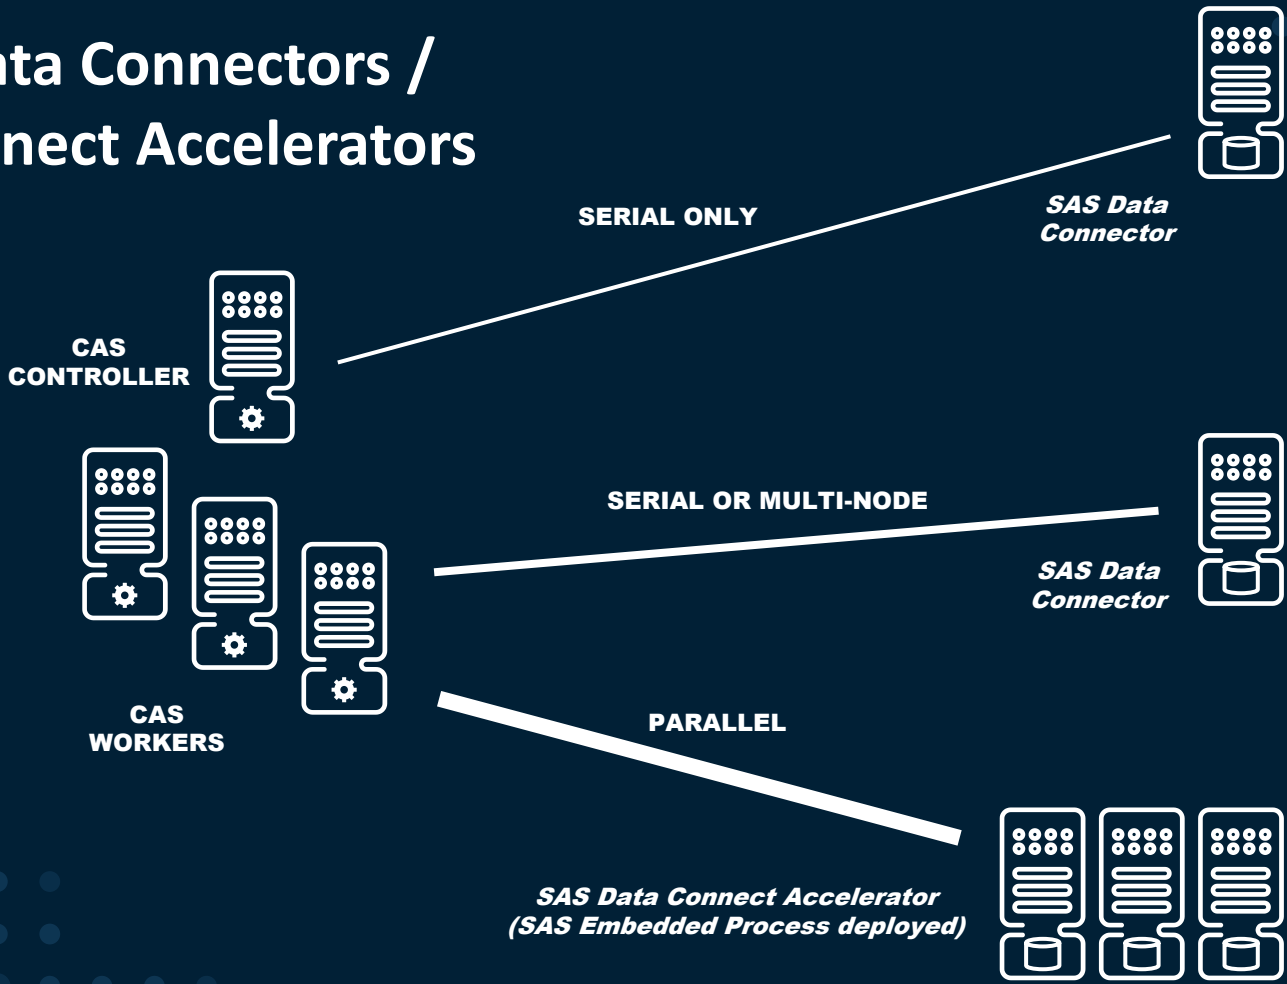 ata Connectors /
nect Accelerators
SERIAL ONLY
SAS Data
Connector
CAS
CONTROLLER
SERIAL OR MULTI-NODE
SAS Data
Connector
CAS
WORKERS
PARALLEL
SAS Data Connect Accelerator
(SAS Embedded Process deployed)